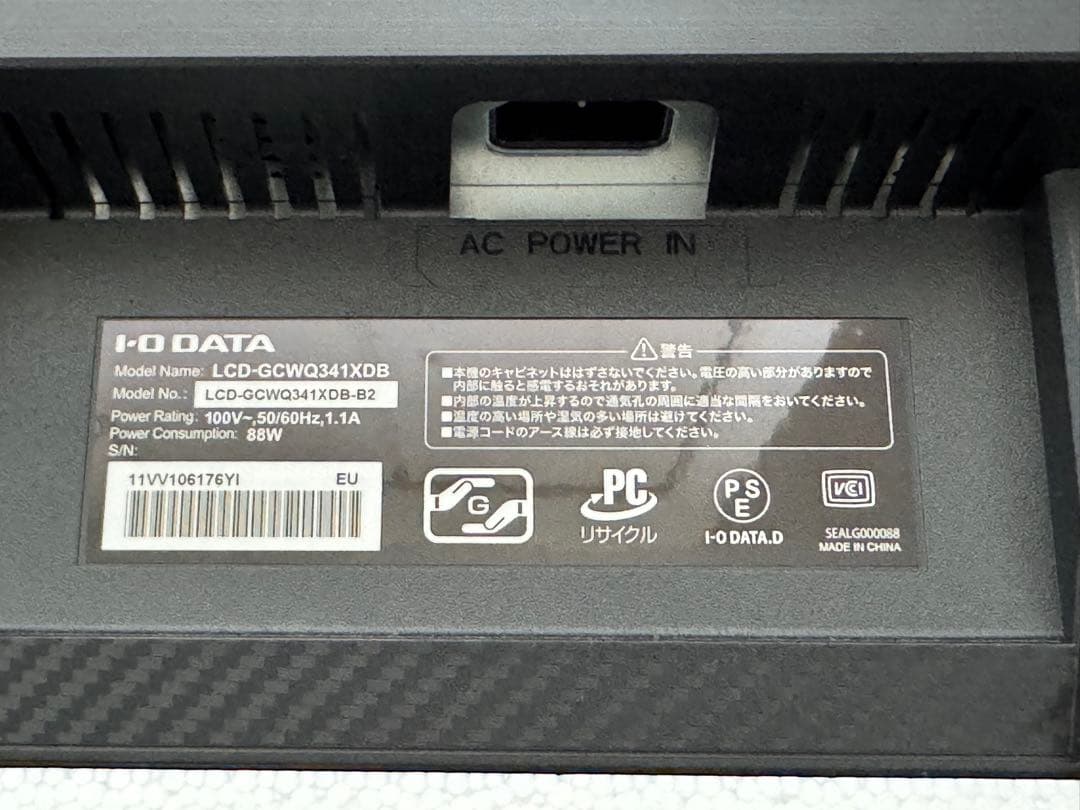 AC POWER IN
I-O DATA
Model Name: LCD-GCWQ341XDB
Model No.: LCD-GCWQ341XDB-B2
Power Rating: 100V~,50/60Hz,1.1A
Power Consumption: 88W
S/N:
11VV106176YI EU
警告
■本機のキャビネットははずさないでください。電圧の高い部分がありますので
内部に触ると感電するおそれがあります。
■内部の温度が上昇するので通気孔の周囲に適当な間隔をおいてください。
■温度の高い場所や湿気の多い場所は避けてください。
■電源コードのアース線は必ず接地してください。
G
PC
リサイクル
PS
E
I-O DATA.D
VCI
SEALG000088
MADE IN CHINA